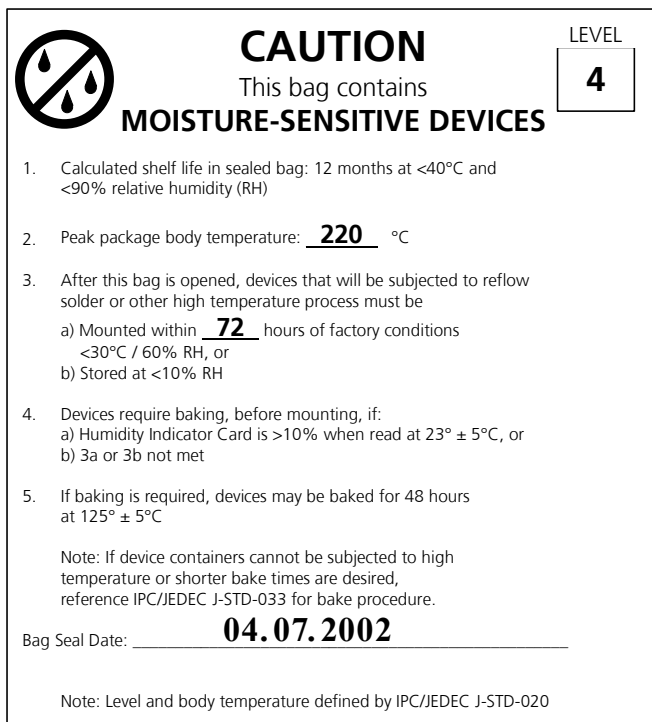 CAUTION
LEVEL
4
This bag contains
MOISTURE-SENSITIVE DEVICES
1. Calculated shelf life in sealed bag: 12 months at <40°C and
<90% relative humidity (RH)
2. Peak package body temperature: 220 °C
3. After this bag is opened, devices that will be subjected to reflow
solder or other high temperature process must be
a) Mounted within 72 hours of factory conditions
<30°C / 60% RH, or
b) Stored at <10% RH
4. Devices require baking, before mounting, if:
a) Humidity Indicator Card is >10% when read at 23° ± 5°C, or
b) 3a or 3b not met
5. If baking is required, devices may be baked for 48 hours
at 125° ± 5°C
Note: If device containers cannot be subjected to high
temperature or shorter bake times are desired,
reference IPC/JEDEC J-STD-033 for bake procedure.
Bag Seal Date: 04.07.2002
Note: Level and body temperature defined by IPC/JEDEC J-STD-020